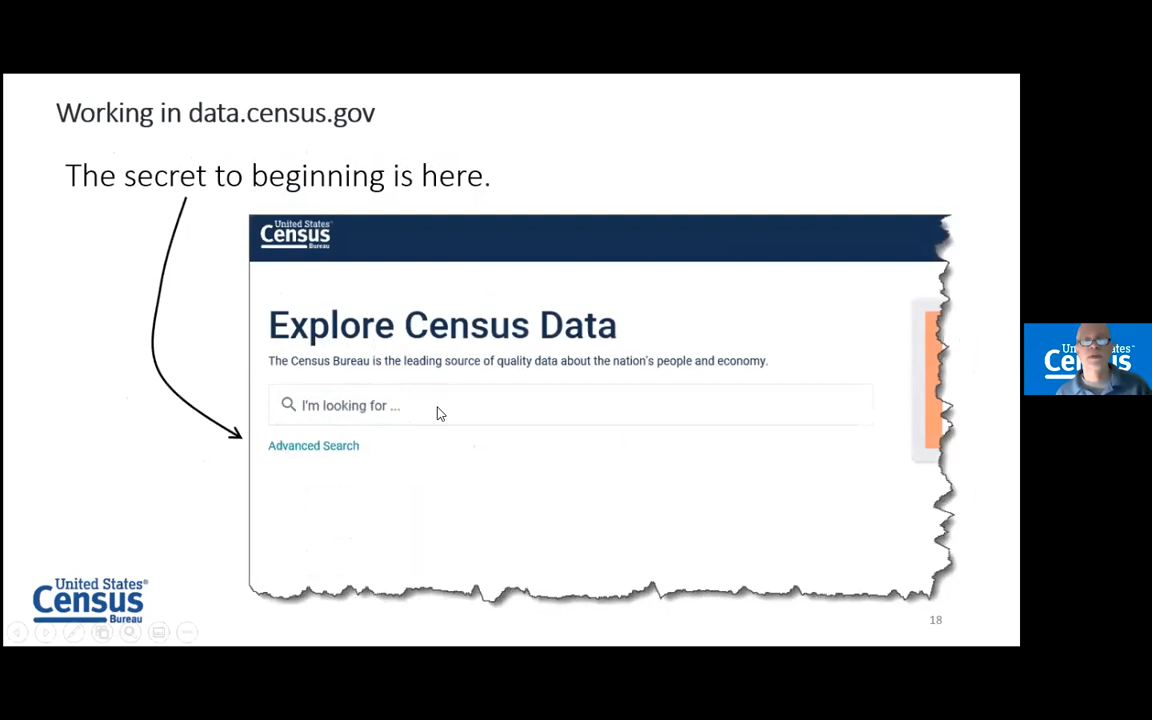 Working in data.census.gov
The secret to beginning is here.
United States
Census
Bureau
Explore Census Data
The Census Bureau is the leading source of quality data about the nation's people and economy.
I'm looking for ...
Advanced Search
United States®
Census
Bureau
18